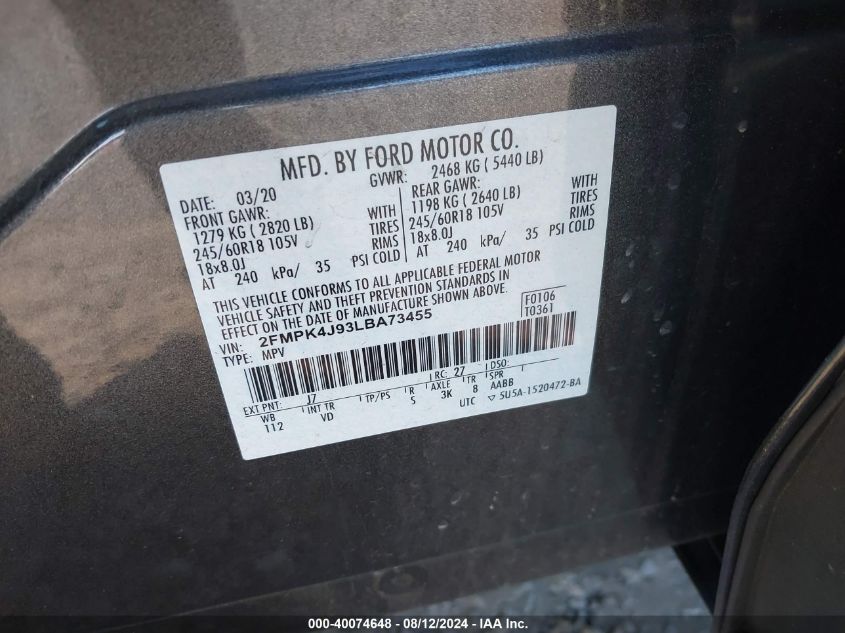 MFD. BY FORD MOTOR CO.
DATE: 03/20 GVWR: 2468 KG ( 5440 LB)
FRONT GAWR: REAR GAWR:
1279 KG ( 2820 LB) WITH 1198 KG ( 2640 LB) WITH
245/60R18 105V TIRES 245/60R18 105V TIRES
18x8.0J RIMS 18x8.0J RIMS
AT 240 kPa/ 35 PSI COLD AT 240 kPa/ 35 PSI COLD
THIS VEHICLE CONFORMS TO ALL APPLICABLE FEDERAL MOTOR
VEHICLE SAFETY AND THEFT PREVENTION STANDARDS IN
EFFECT ON THE DATE OF MANUFACTURE SHOWN ABOVE.
VIN: 2FMPK4J93LBA73455
TYPE: MPV
F0106
T0361
EXT PNT: J7 RC: 27 DSO:
WB INT TR TP/PS R AXLE TR SPR
112 VD 5 3K 8 AABB
UTC ▽ 5U5A-1520472-BA
000-40074648 - 08/12/2024 - IAA Inc.